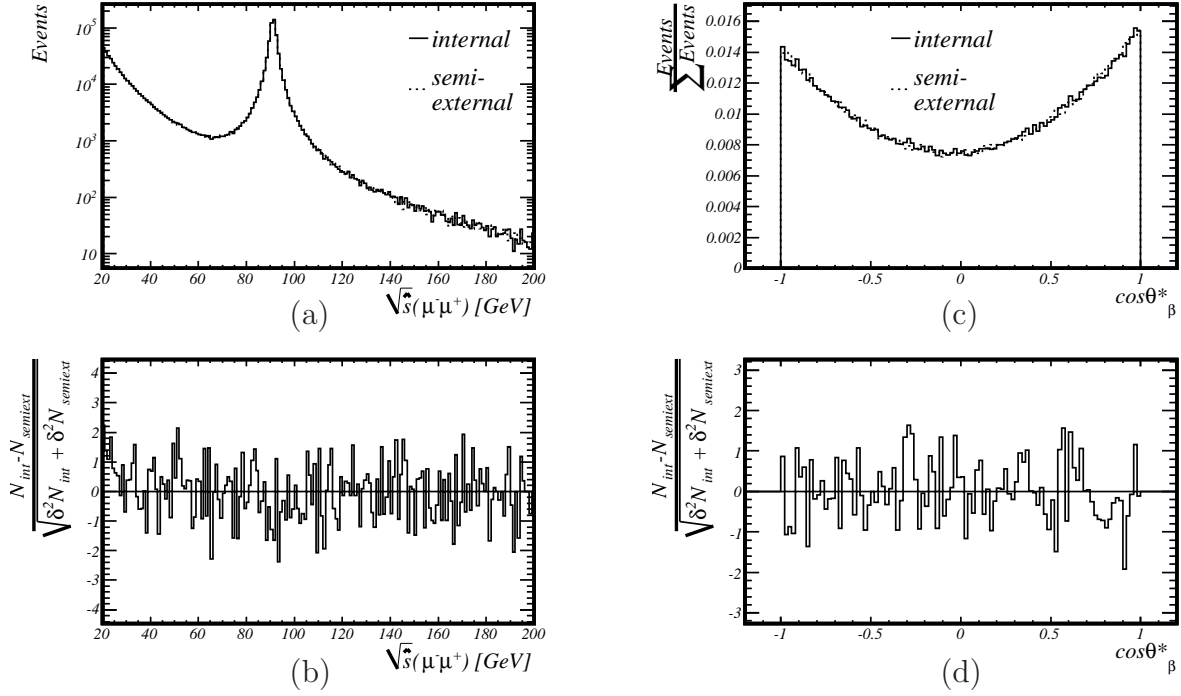 Events
10^5
10^4
10^3
10^2
10
internal
semi-
external
20 40 60 80 100 120 140 160 180 200
√ŝ(μ⁻μ⁺) [GeV]
(a)
Events
∑ Events
0.016
0.014
0.012
0.01
0.008
0.006
0.004
0.002
0
internal
semi-
external
-1 -0.5 0 0.5 1
cosθ*_β
(c)
N_int-N_semiext
√δ²N_int + δ²N_semiext
4
3
2
1
0
-1
-2
-3
-4
20 40 60 80 100 120 140 160 180 200
√ŝ(μ⁻μ⁺) [GeV]
(b)
N_int-N_semiext
√δ²N_int + δ²N_semiext
3
2
1
0
-1
-2
-3
-1 -0.5 0 0.5 1
cosθ*_β
(d)